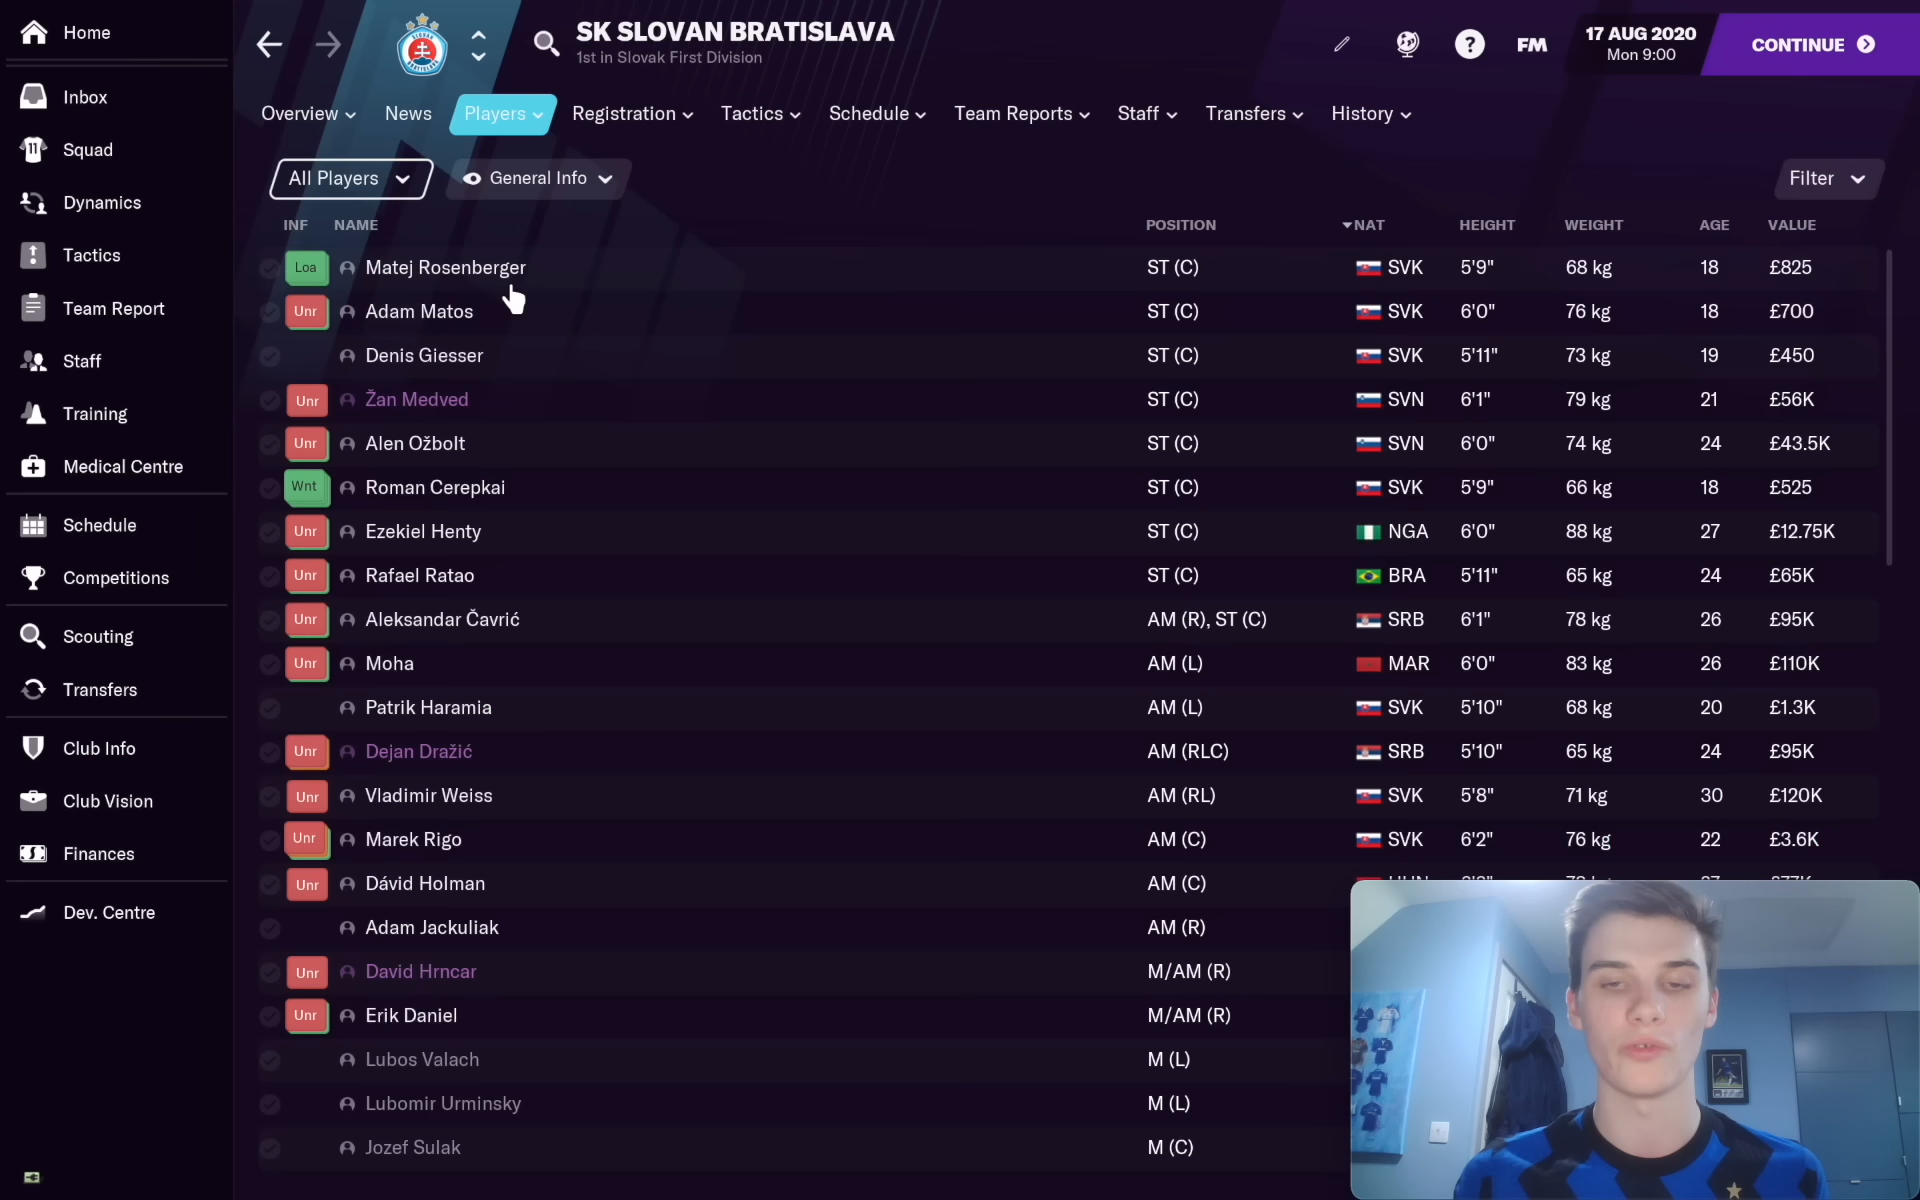 Home
Inbox
Squad
Dynamics
Tactics
Team Report
Staff
Training
Medical Centre
Schedule
Competitions
Scouting
Transfers
Club Info
Club Vision
Finances
Dev. Centre
SK SLOVAN BRATISLAVA
1st in Slovak First Division
FM
17 AUG 2020
Mon 9:00
CONTINUE
Overview News Players Registration Tactics Schedule Team Reports Staff Transfers History
All Players General Info Filter
INF NAME POSITION NAT HEIGHT WEIGHT AGE VALUE
Loa Matej Rosenberger ST (C) SVK 5'9" 68 kg 18 £825
Unr Adam Matos ST (C) SVK 6'0" 76 kg 18 £700
Denis Giesser ST (C) SVK 5'11" 73 kg 19 £450
Unr Žan Medved ST (C) SVN 6'1" 79 kg 21 £56K
Unr Alen Ožbolt ST (C) SVN 6'0" 74 kg 24 £43.5K
Wnt Roman Cerepkai ST (C) SVK 5'9" 66 kg 18 £525
Unr Ezekiel Henty ST (C) NGA 6'0" 88 kg 27 £12.75K
Unr Rafael Ratao ST (C) BRA 5'11" 65 kg 24 £65K
Unr Aleksandar Čavrić AM (R), ST (C) SRB 6'1" 78 kg 26 £95K
Unr Moha AM (L) MAR 6'0" 83 kg 26 £110K
Patrik Haramia AM (L) SVK 5'10" 68 kg 20 £1.3K
Unr Dejan Dražić AM (RLC) SRB 5'10" 65 kg 24 £95K
Unr Vladimir Weiss AM (RL) SVK 5'8" 71 kg 30 £120K
Unr Marek Rigo AM (C) SVK 6'2" 76 kg 22 £3.6K
Unr Dávid Holman AM (C)
Adam Jackuliak AM (R)
Unr David Hrncar M/AM (R)
Unr Erik Daniel M/AM (R)
Lubos Valach M (L)
Lubomir Urminsky M (L)
Jozef Sulak M (C)